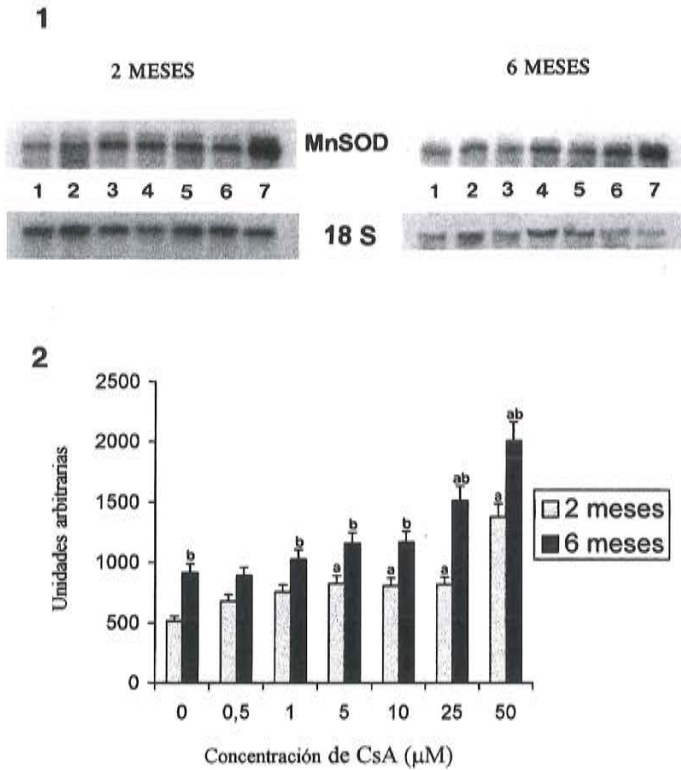 1
2 MESES
6 MESES
MnSOD
1 2 3 4 5 6 7
1 2 3 4 5 6 7
18 S
2
Unidades arbitrarias
2500
2000
1500
1000
500
0
b
b
a
b
a
b
a
ab
a
ab
2 meses
6 meses
0 0,5 1 5 10 25 50
Concentración de CsA (µM)